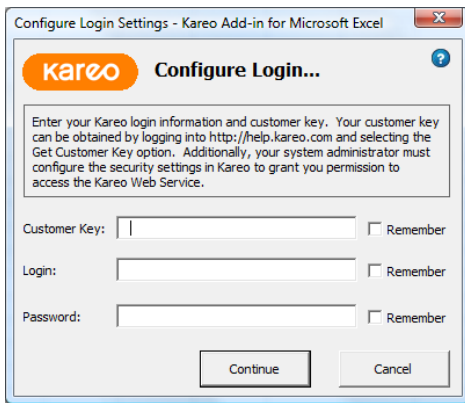 Configure Login Settings - Kareo Add-in for Microsoft Excel
Kareo
Configure Login...
Enter your Kareo login information and customer key. Your customer key
can be obtained by logging into http://help.kareo.com and selecting the
Get Customer Key option. Additionally, your system administrator must
configure the security settings in Kareo to grant you permission to
access the Kareo Web Service.
Customer Key: Remember
Login: Remember
Password: Remember
Continue Cancel